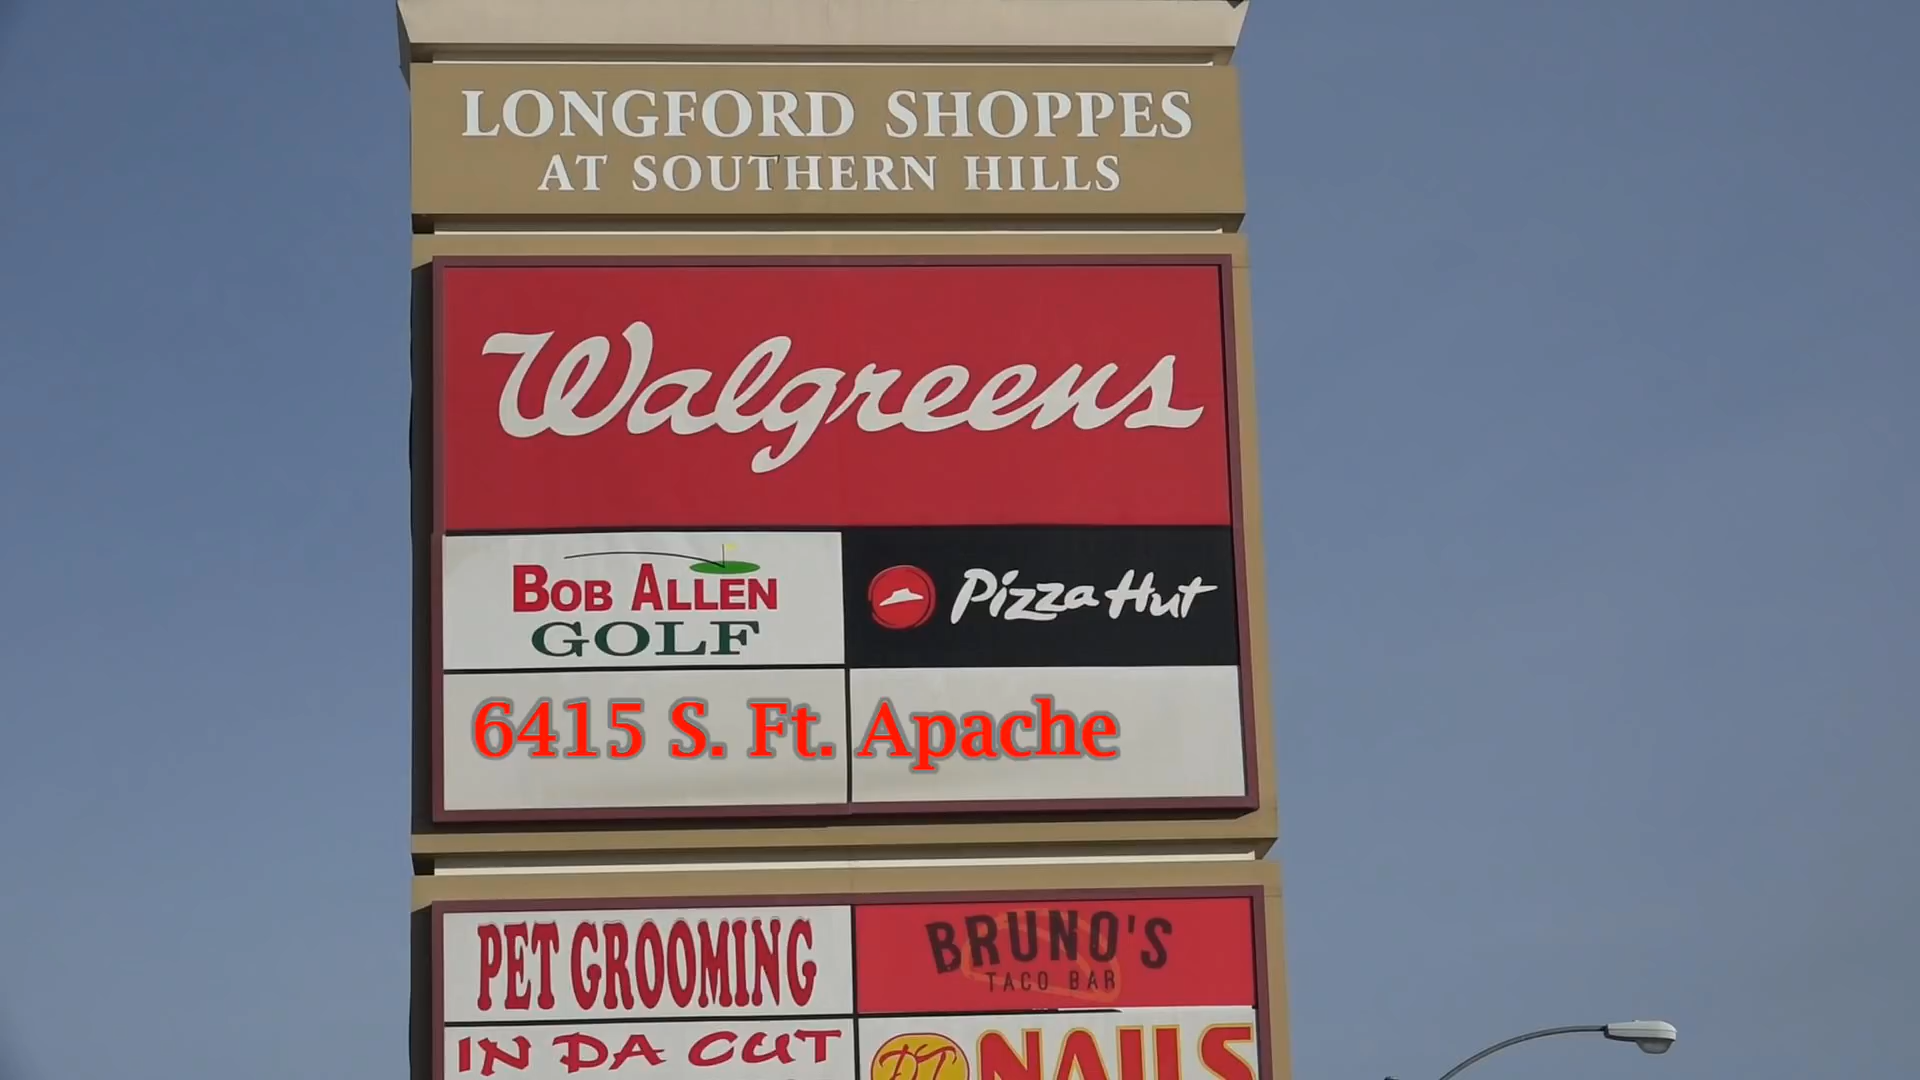 LONGFORD SHOPPES
AT SOUTHERN HILLS
Walgreens
BOB ALLEN
GOLF
Pizza Hut
6415 S. Ft. Apache
PET GROOMING
BRUNO'S
TACO BAR
IN DA CUT
DT NAILS